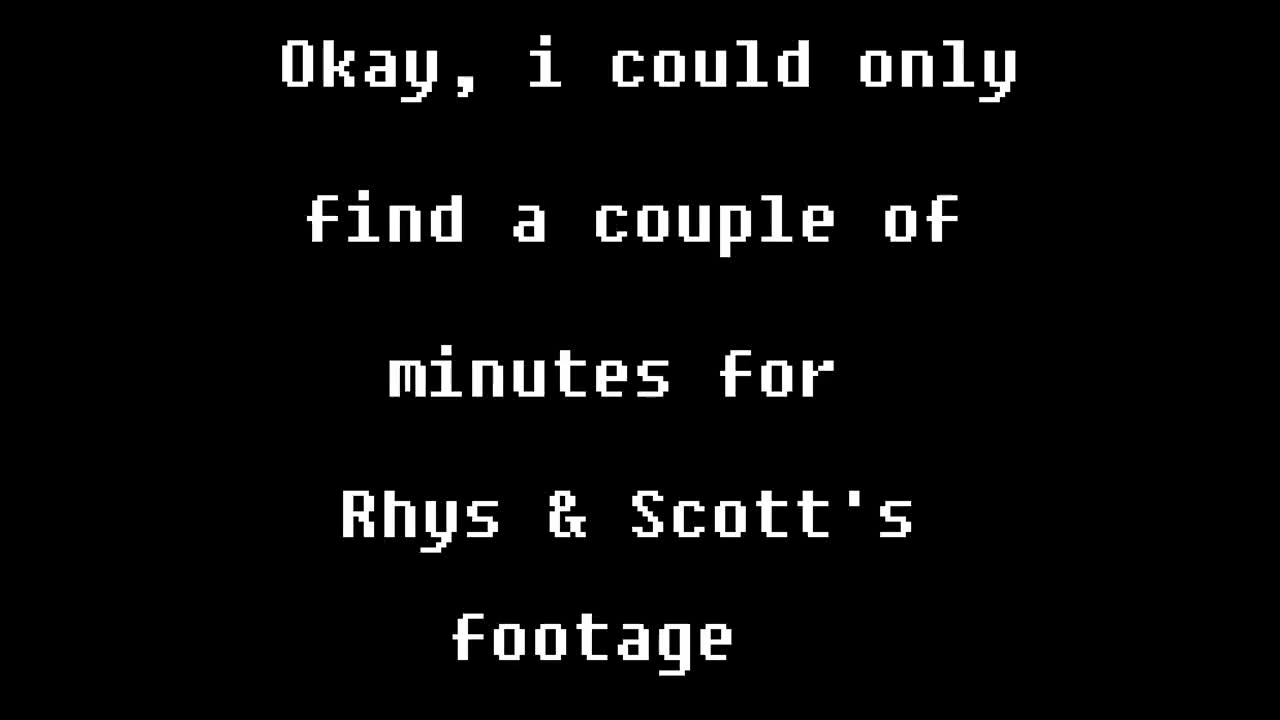 Okay, i could only
find a couple of
minutes for
Rhys & Scott's
footage